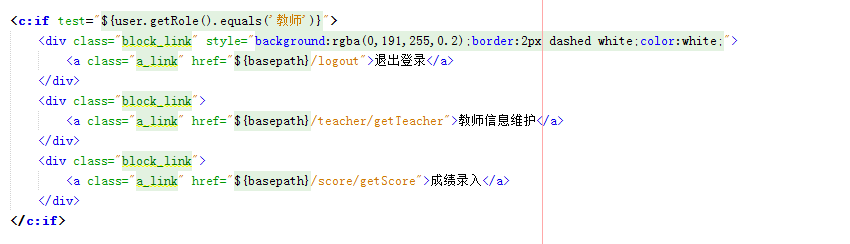 <c:if test="${user.getRole().equals('教师')}">
<div class="block_link" style="background:rgba(0,191,255,0.2);border:2px dashed white;color:white;">
<a class="a_link" href="${basepath}/logout">退出登录</a>
</div>
<div class="block_link">
<a class="a_link" href="${basepath}/teacher/getTeacher">教师信息维护</a>
</div>
<div class="block_link">
<a class="a_link" href="${basepath}/score/getScore">成绩录入</a>
</div>
</c:if>